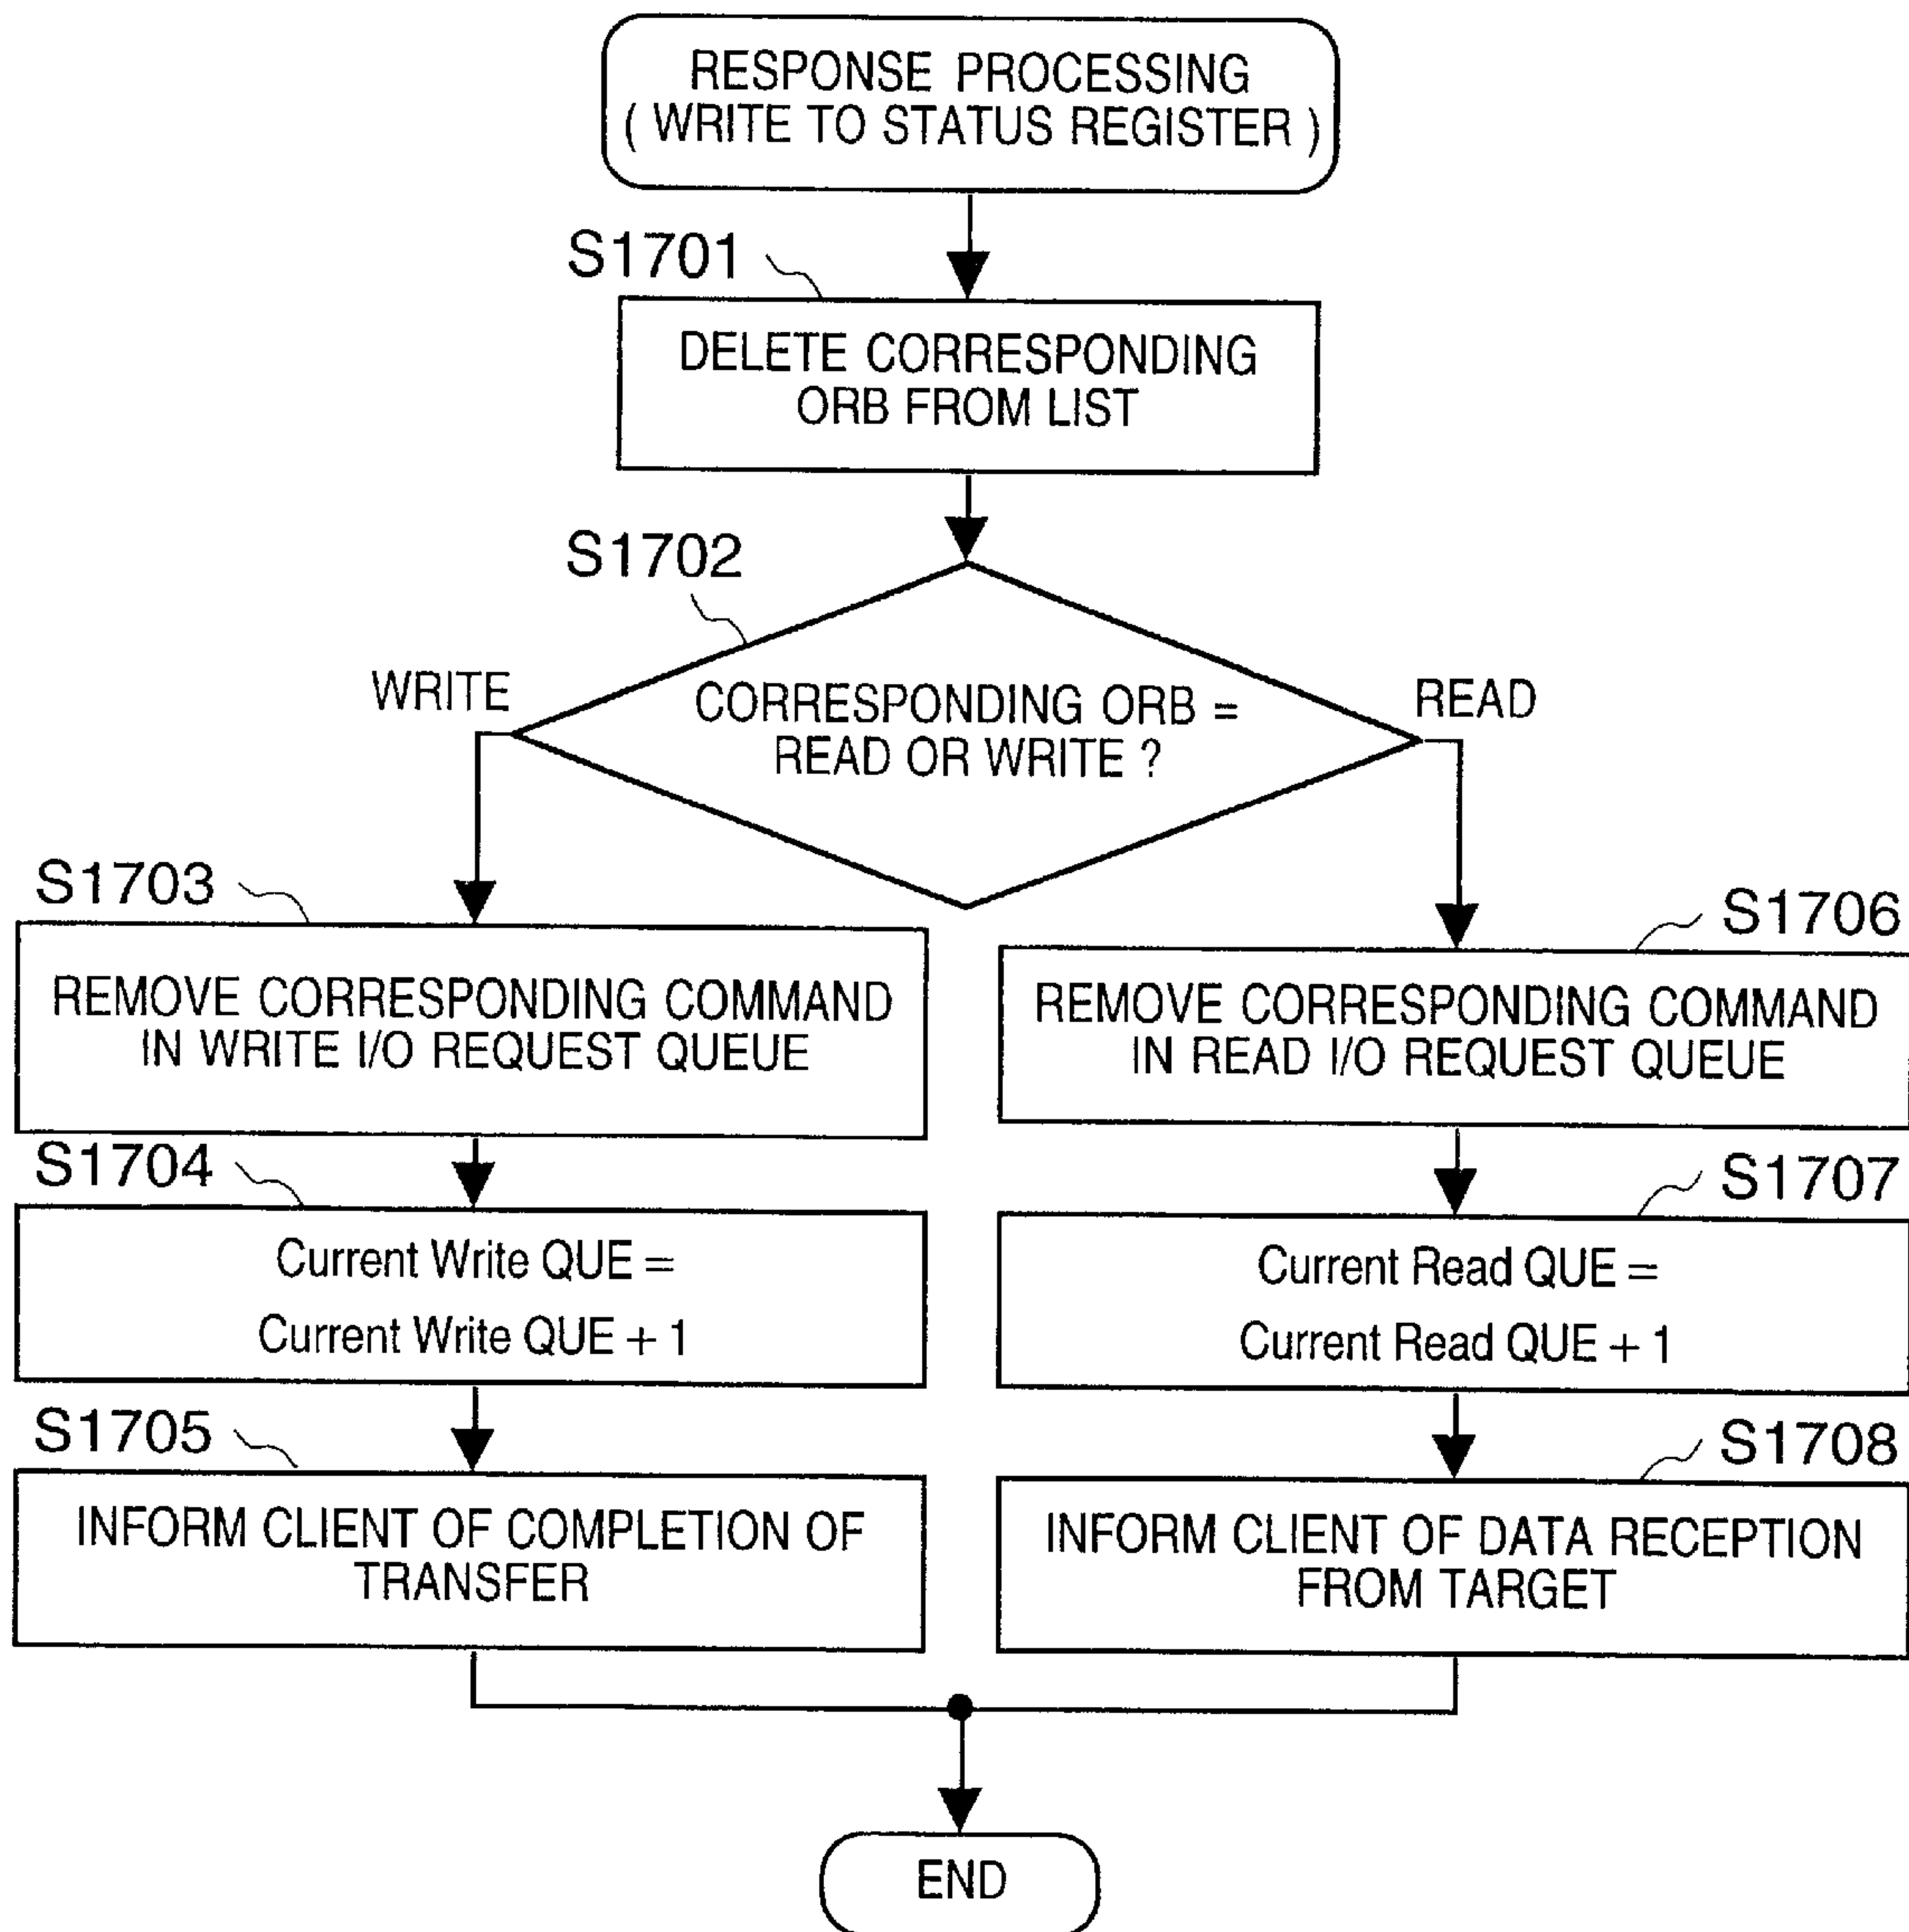 RESPONSE PROCESSING
( WRITE TO STATUS REGISTER )
S1701
DELETE CORRESPONDING
ORB FROM LIST
S1702
WRITE
CORRESPONDING ORB =
READ OR WRITE ?
READ
S1703
REMOVE CORRESPONDING COMMAND
IN WRITE I/O REQUEST QUEUE
S1706
REMOVE CORRESPONDING COMMAND
IN READ I/O REQUEST QUEUE
S1704
Current Write QUE =
Current Write QUE + 1
S1707
Current Read QUE =
Current Read QUE + 1
S1705
INFORM CLIENT OF COMPLETION OF
TRANSFER
S1708
INFORM CLIENT OF DATA RECEPTION
FROM TARGET
END